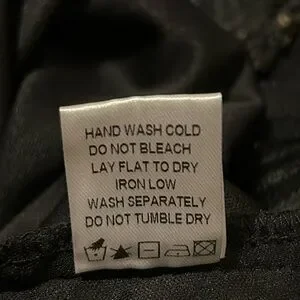 HAND WASH COLD
DO NOT BLEACH
LAY FLAT TO DRY
IRON LOW
WASH SEPARATELY
DO NOT TUMBLE DRY